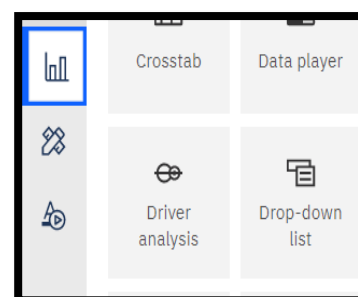 Crosstab
Data player
Driver
analysis
Drop-down
list